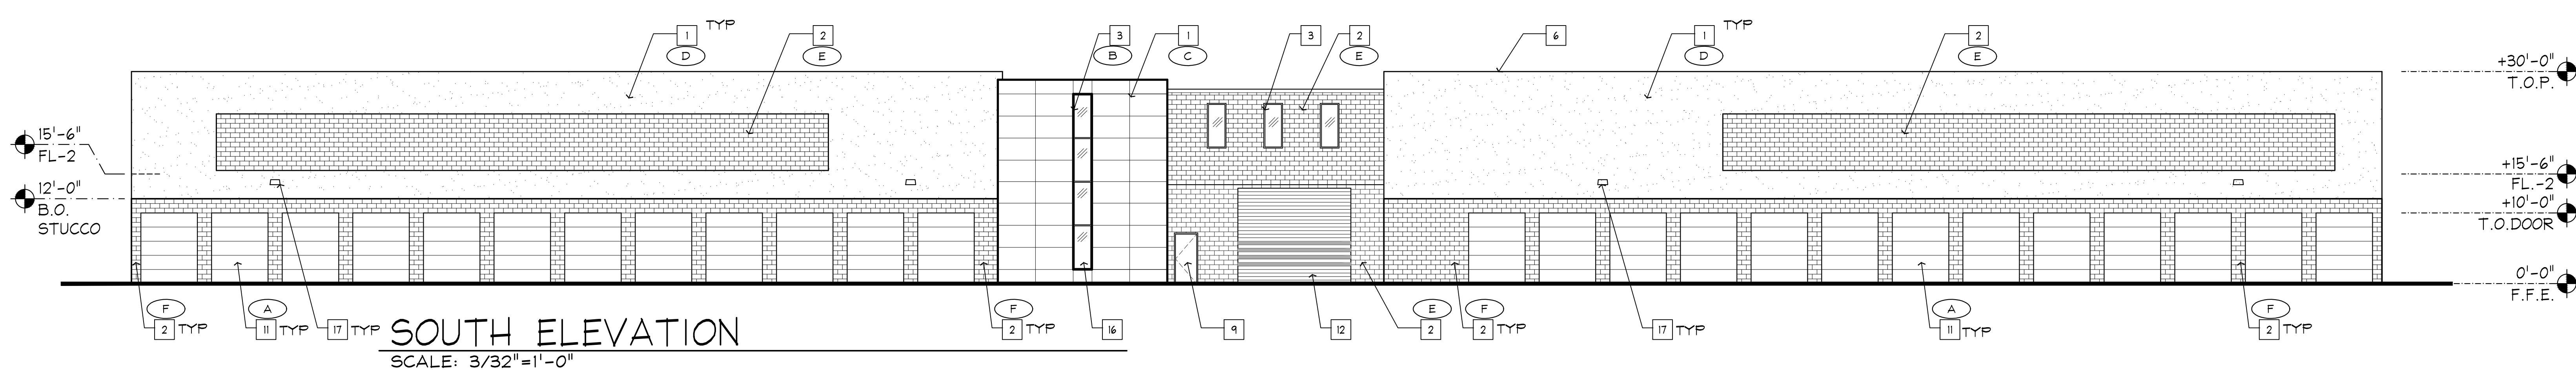 TYP
1
D
2
E
3
B
1
C
3
2
E
6
TYP
1
D
2
E
+30'-0"
T.O.P.
15'-6"
FL-2
12'-0"
B.O.
STUCCO
+15'-6"
FL.-2
+10'-0"
T.O.DOOR
0'-0"
F.F.E.
F
2 TYP
A
11 TYP
17 TYP
F
2 TYP
16
9
12
E
2
F
2 TYP
17 TYP
A
11 TYP
F
2 TYP
SOUTH ELEVATION
SCALE: 3/32"=1'-0"